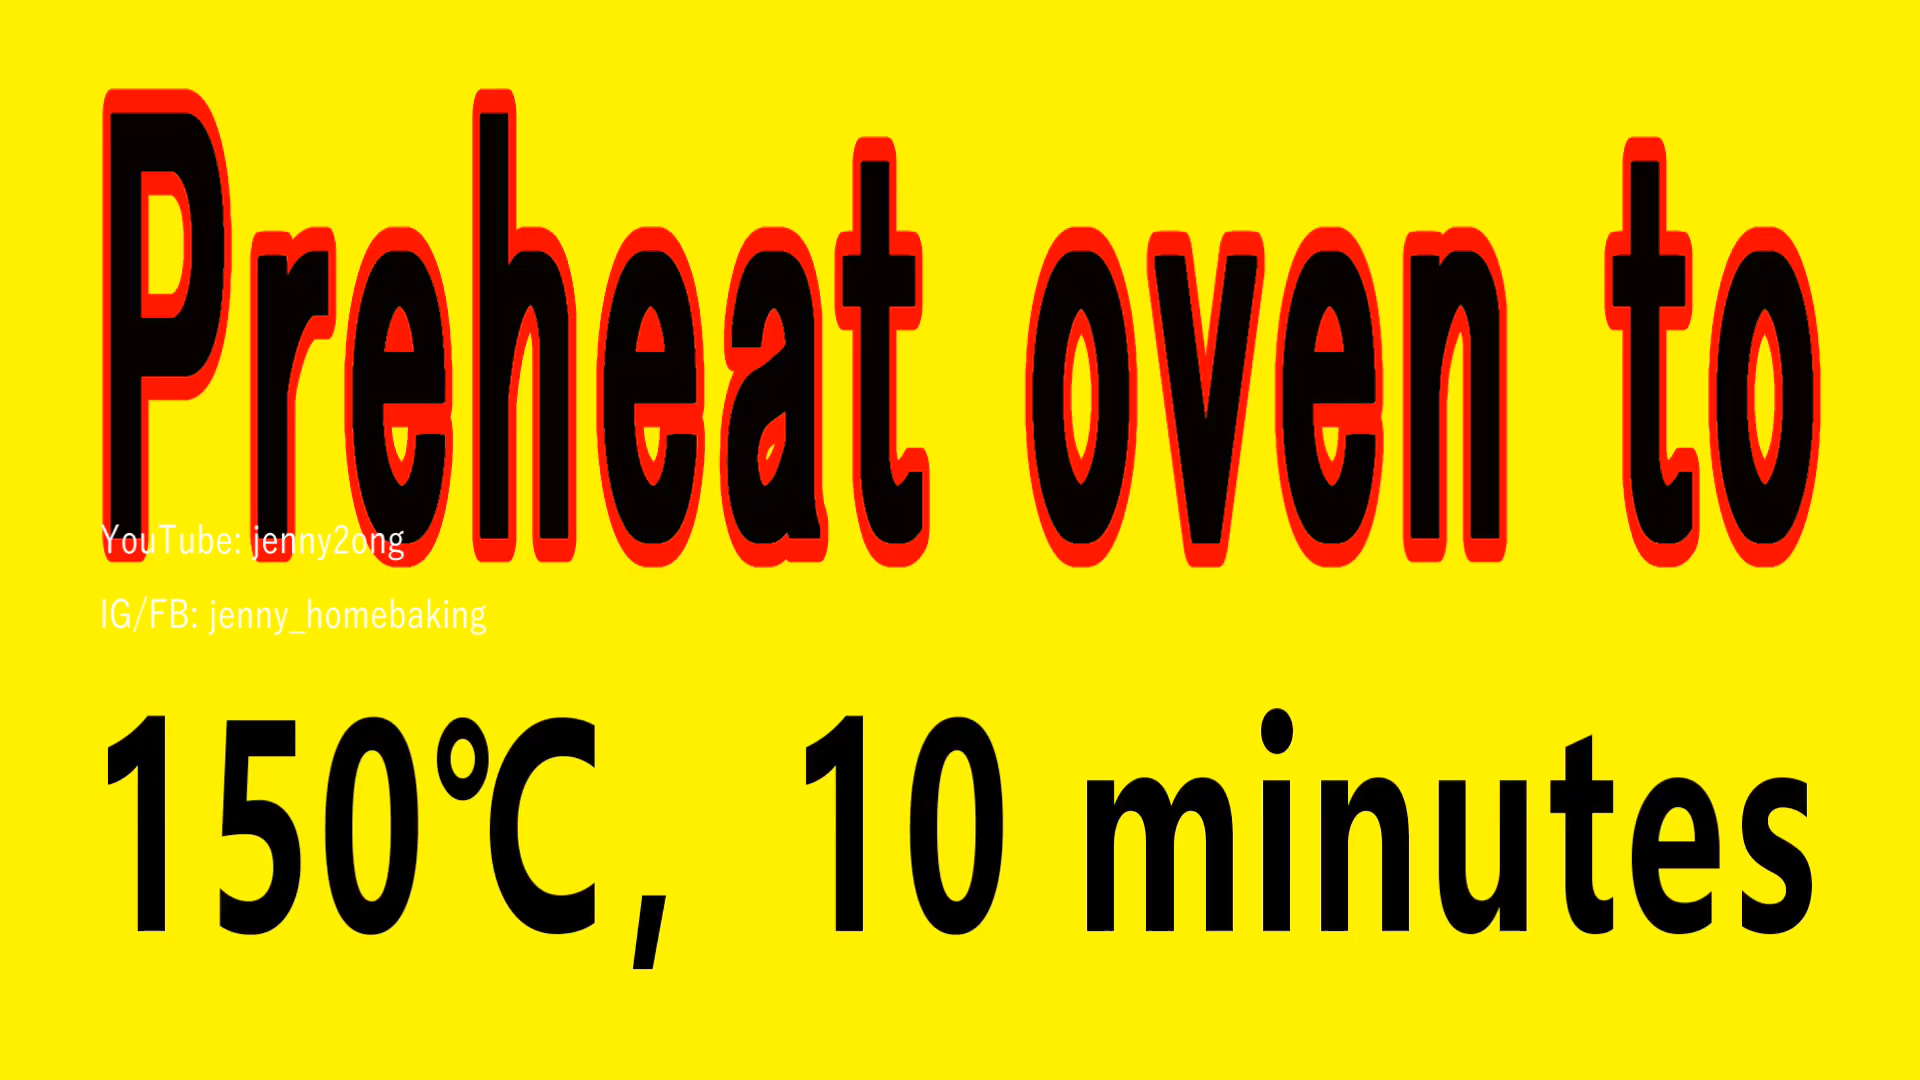 Preheat oven to
YouTube: jenny2ong
IG/FB: jenny_homebaking
150℃, 10 minutes